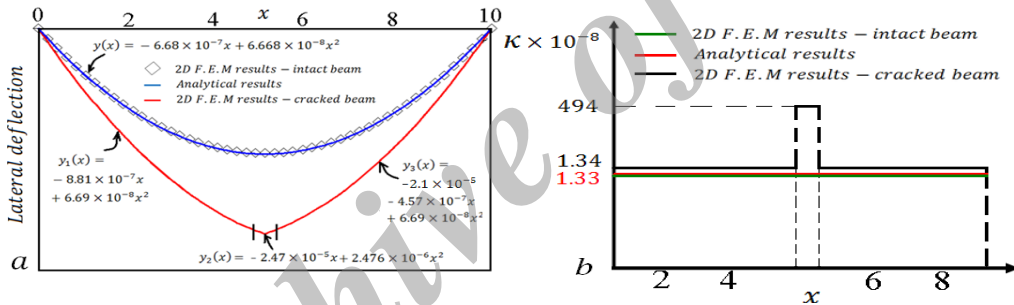 0 2 4 x 6 8 10
Lateral deflection
y(x) = − 6.68 × 10⁻⁷x + 6.668 × 10⁻⁸x²
2D F.E.M results − intact beam
Analytical results
2D F.E.M results − cracked beam
y₁(x) =
− 8.81 × 10⁻⁷x
+ 6.69 × 10⁻⁸x²
y₃(x) =
−2.1 × 10⁻⁵
− 4.57 × 10⁻⁷x
+ 6.69 × 10⁻⁸x²
y₂(x) = − 2.47 × 10⁻⁵x + 2.476 × 10⁻⁶x²
a
κ × 10⁻⁸
2D F.E.M results − intact beam
Analytical results
2D F.E.M results − cracked beam
494
1.34
1.33
b
2 4 6 8
x
hive of